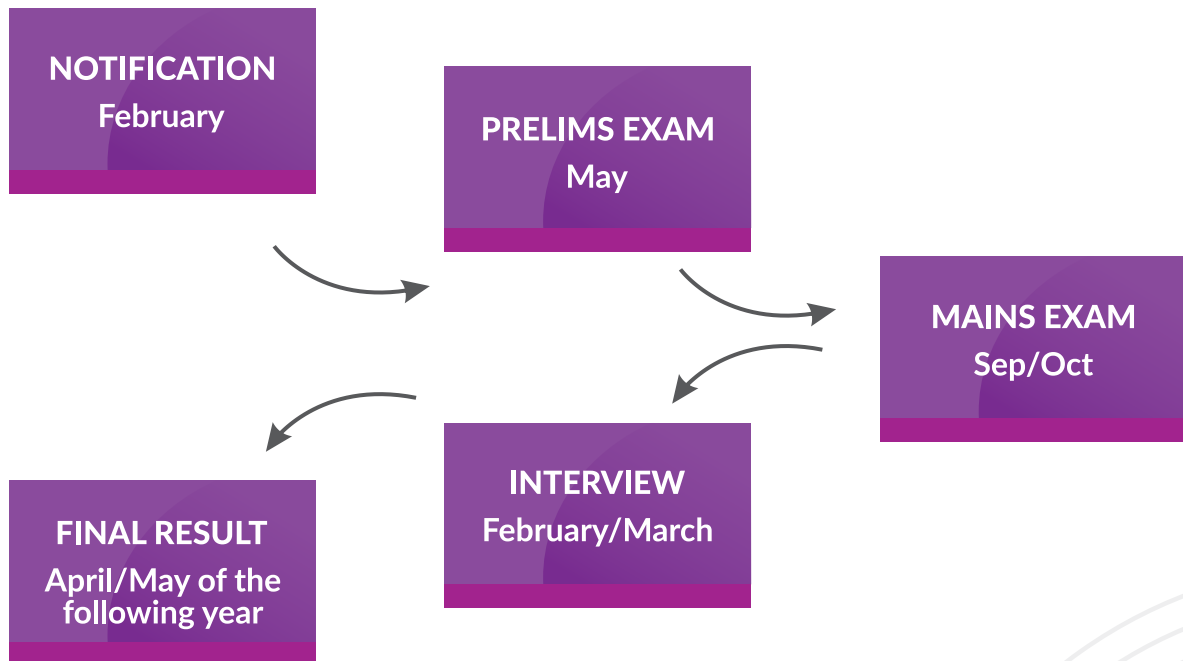 NOTIFICATION
February
PRELIMS EXAM
May
MAINS EXAM
Sep/Oct
INTERVIEW
February/March
FINAL RESULT
April/May of the
following year